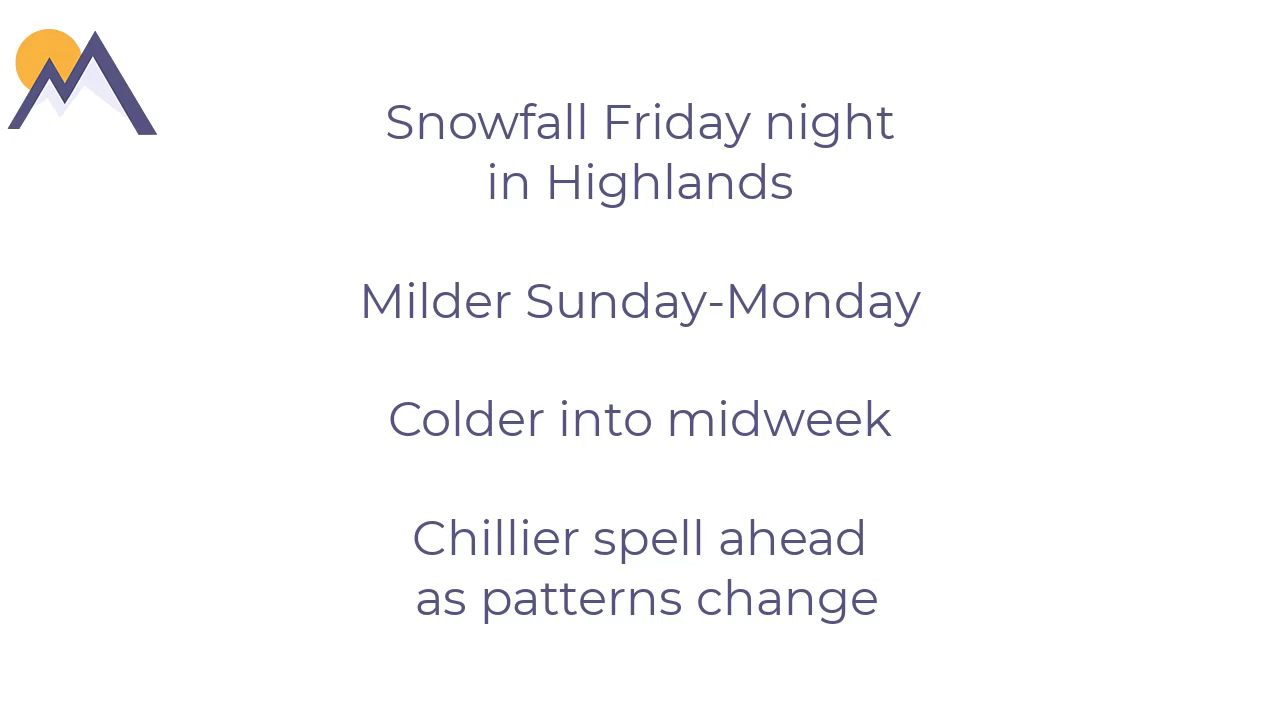 Snowfall Friday night
in Highlands
Milder Sunday-Monday
Colder into midweek
Chillier spell ahead
as patterns change